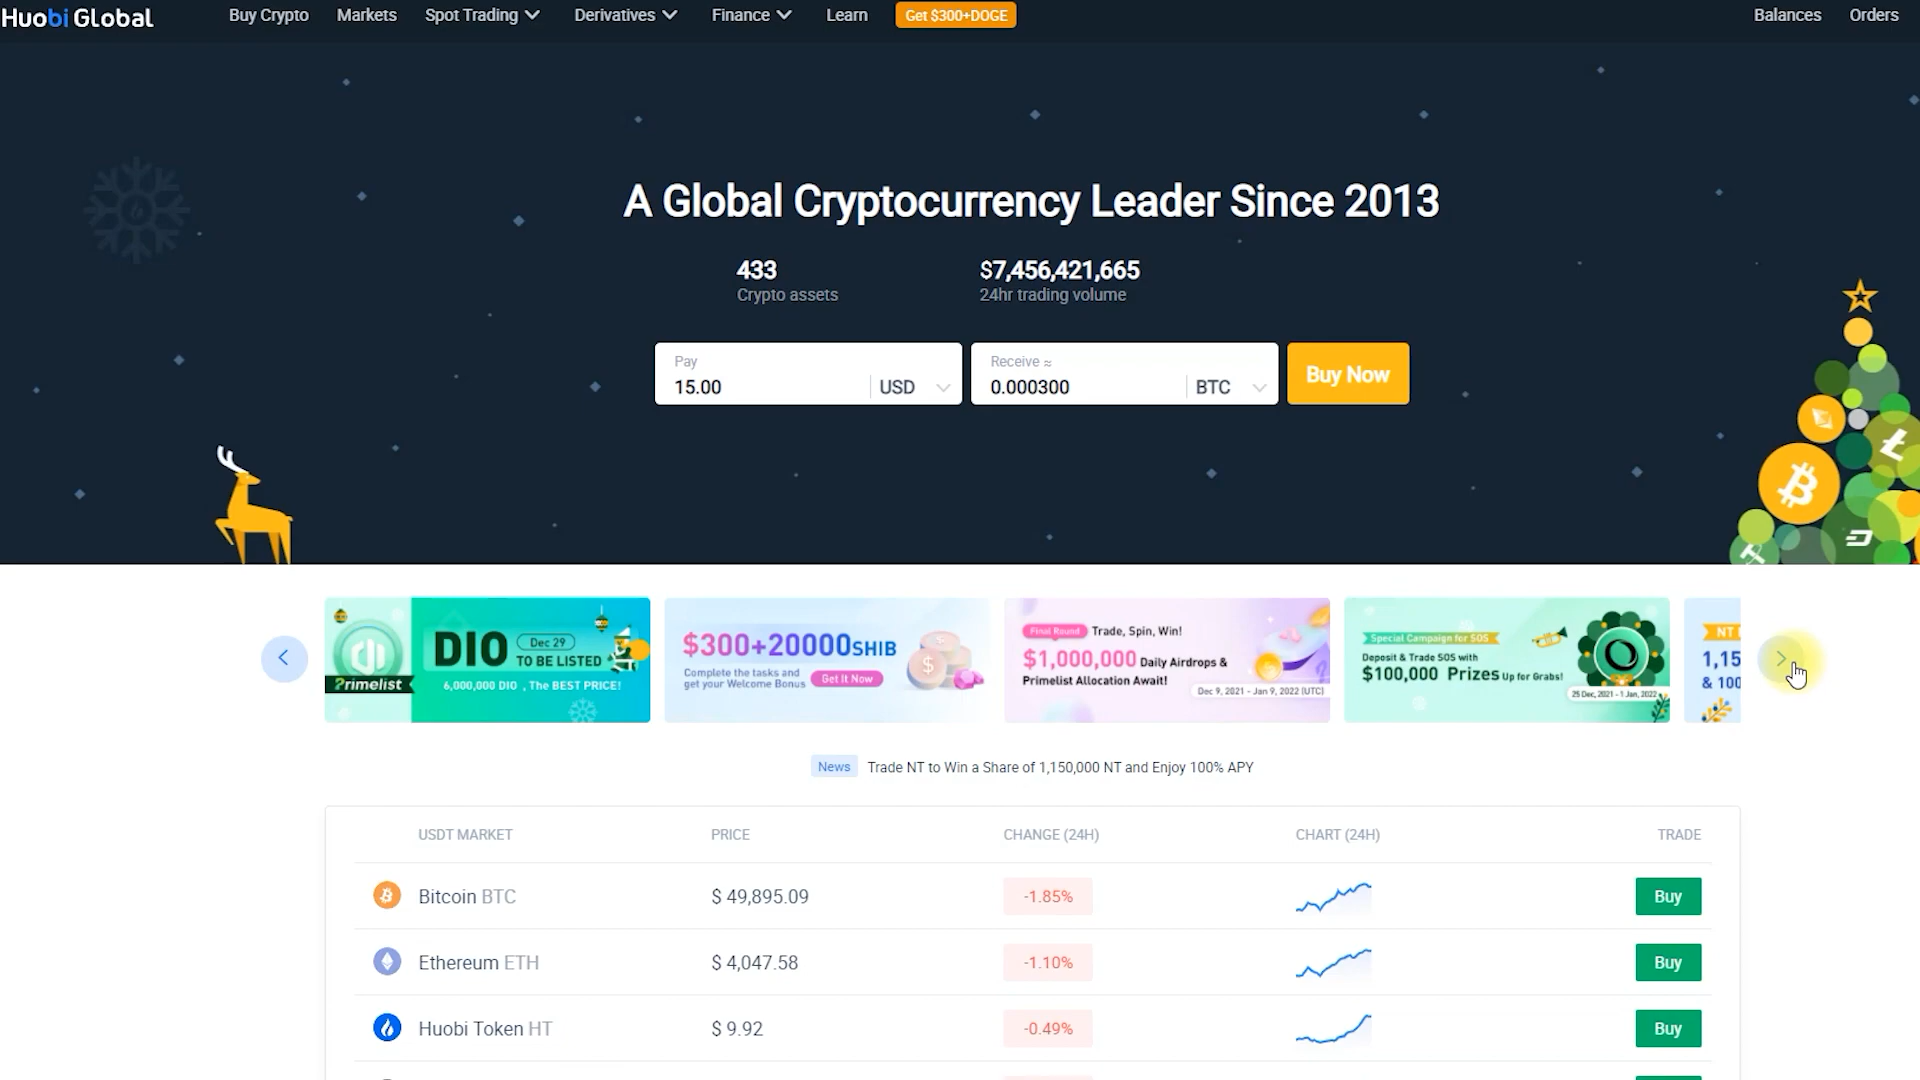 Huobi Global
Buy Crypto
Markets
Spot Trading
Derivatives
Finance
Learn
Get $300+DOGE
Balances
Orders
A Global Cryptocurrency Leader Since 2013
433
Crypto assets
$7,456,421,665
24hr trading volume
Pay
15.00
USD
Receive ≈
0.000300
BTC
Buy Now
Primelist
DIO Dec 29
TO BE LISTED
6,000,000 DIO , The BEST PRICE!
$300+20000SHIB
Complete the tasks and
get your Welcome Bonus
Get It Now
Final Round Trade, Spin, Win!
$1,000,000 Daily Airdrops &
Primelist Allocation Await!
Dec 9, 2021 - Jan 9, 2022 (UTC)
Special Campaign for SOS
Deposit & Trade SOS with
$100,000 Prizes Up for Grabs!
25 Dec, 2021 - 1 Jan, 2022
NT
1,15
& 100
News Trade NT to Win a Share of 1,150,000 NT and Enjoy 100% APY
USDT MARKET PRICE CHANGE (24H) CHART (24H) TRADE
Bitcoin BTC $ 49,895.09 -1.85% Buy
Ethereum ETH $ 4,047.58 -1.10% Buy
Huobi Token HT $ 9.92 -0.49% Buy